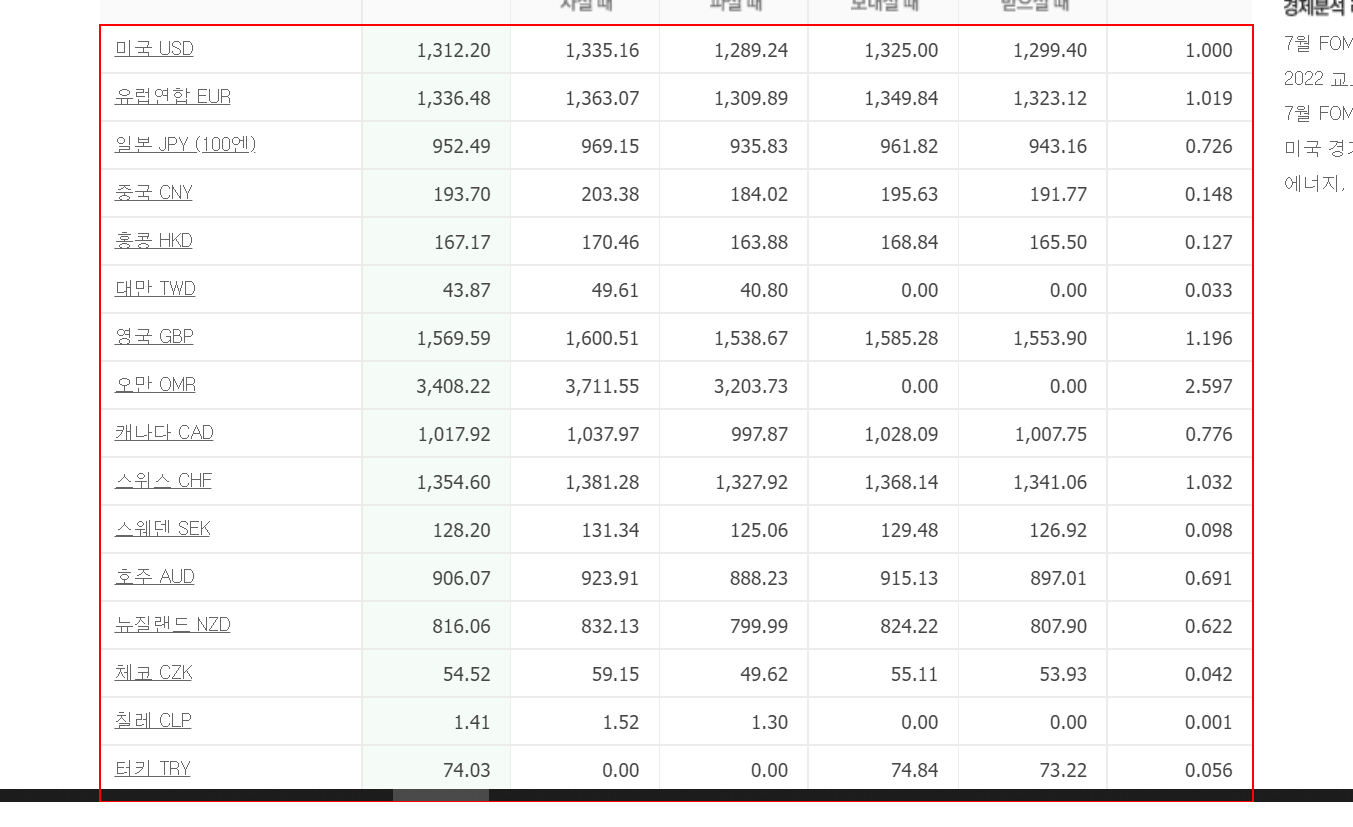 사실 때 파실 때 보내실 때 받으실 때
미국 USD 1,312.20 1,335.16 1,289.24 1,325.00 1,299.40 1.000
유럽연합 EUR 1,336.48 1,363.07 1,309.89 1,349.84 1,323.12 1.019
일본 JPY (100엔) 952.49 969.15 935.83 961.82 943.16 0.726
중국 CNY 193.70 203.38 184.02 195.63 191.77 0.148
홍콩 HKD 167.17 170.46 163.88 168.84 165.50 0.127
대만 TWD 43.87 49.61 40.80 0.00 0.00 0.033
영국 GBP 1,569.59 1,600.51 1,538.67 1,585.28 1,553.90 1.196
오만 OMR 3,408.22 3,711.55 3,203.73 0.00 0.00 2.597
캐나다 CAD 1,017.92 1,037.97 997.87 1,028.09 1,007.75 0.776
스위스 CHF 1,354.60 1,381.28 1,327.92 1,368.14 1,341.06 1.032
스웨덴 SEK 128.20 131.34 125.06 129.48 126.92 0.098
호주 AUD 906.07 923.91 888.23 915.13 897.01 0.691
뉴질랜드 NZD 816.06 832.13 799.99 824.22 807.90 0.622
체코 CZK 54.52 59.15 49.62 55.11 53.93 0.042
칠레 CLP 1.41 1.52 1.30 0.00 0.00 0.001
터키 TRY 74.03 0.00 0.00 74.84 73.22 0.056
경제분석
7월 FOM
2022 교
7월 FOM
미국 경
에너지,